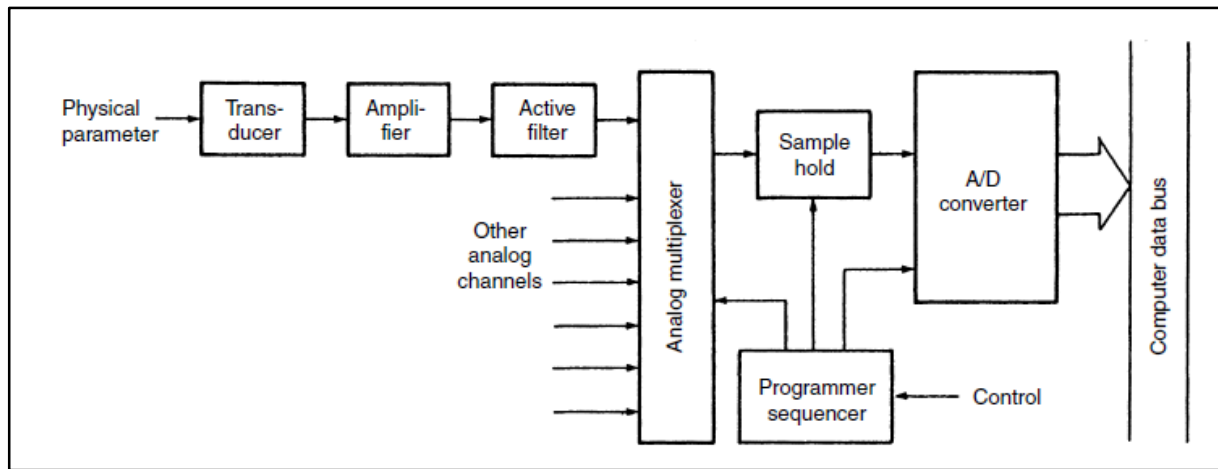 Physical
parameter
Trans-
ducer
Ampli-
fier
Active
filter
Other
analog
channels
Analog multiplexer
Sample
hold
A/D
converter
Programmer
sequencer
Control
Computer data bus